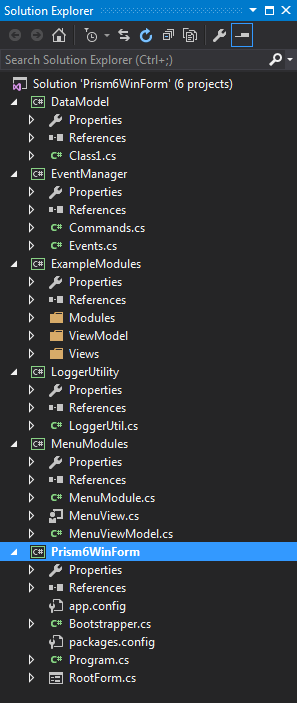 Solution Explorer
Search Solution Explorer (Ctrl+;)
Solution 'Prism6WinForm' (6 projects)
C# DataModel
Properties
References
C# Class1.cs
C# EventManager
Properties
References
C# Commands.cs
C# Events.cs
C# ExampleModules
Properties
References
Modules
ViewModel
Views
C# LoggerUtility
Properties
References
C# LoggerUtil.cs
C# MenuModules
Properties
References
C# MenuModule.cs
MenuView.cs
C# MenuViewModel.cs
C# Prism6WinForm
Properties
References
app.config
C# Bootstrapper.cs
packages.config
C# Program.cs
RootForm.cs